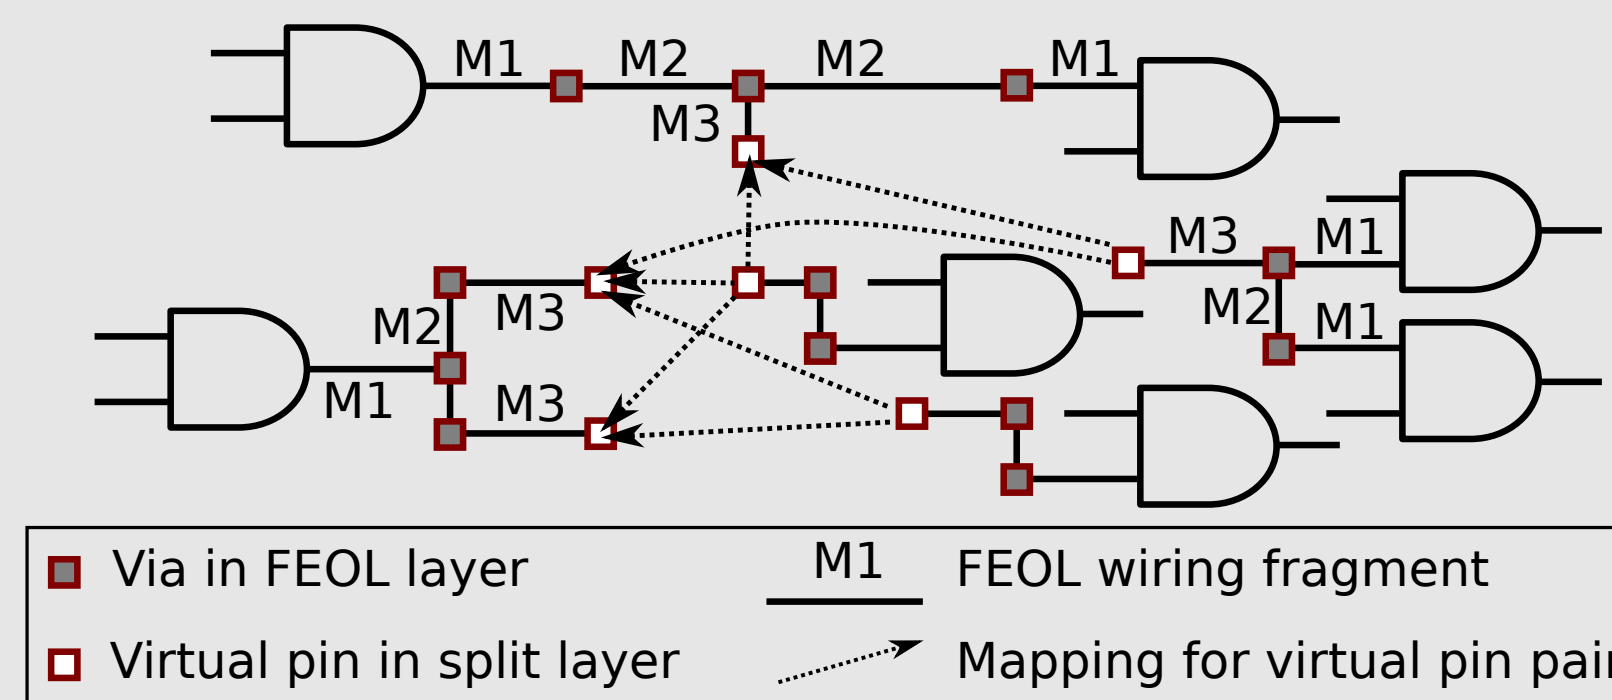 M1 M2 M2 M1
M3
M3 M1
M2 M3 M2 M1
M1 M3
Via in FEOL layer
M1 FEOL wiring fragment
Virtual pin in split layer
Mapping for virtual pin